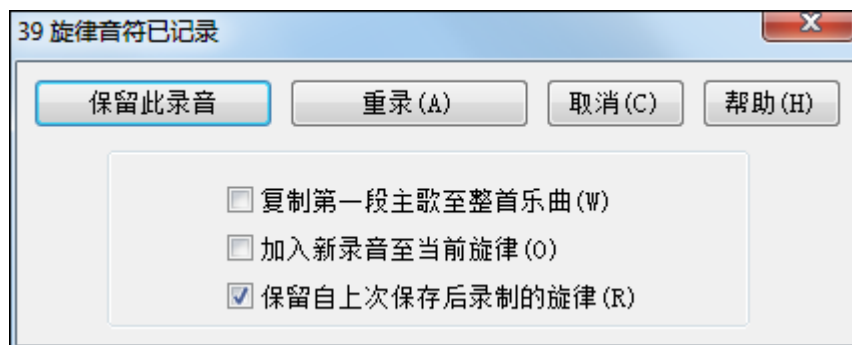 39 旋律音符已记录
保留此录音 重录(A) 取消(C) 帮助(H)
复制第一段主歌至整首乐曲(W)
加入新录音至当前旋律(O)
保留自上次保存后录制的旋律(R)